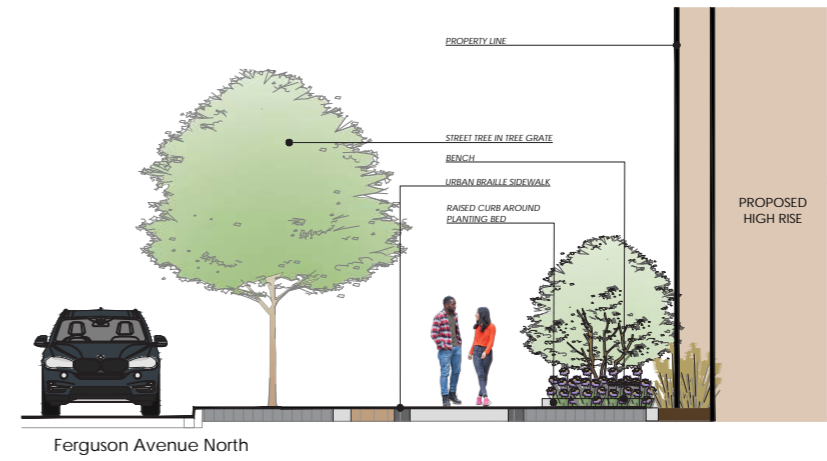 PROPERTY LINE
STREET TREE IN TREE GRATE
BENCH
URBAN BRAILLE SIDEWALK
RAISED CURB AROUND
PLANTING BED
PROPOSED
HIGH RISE
Ferguson Avenue North